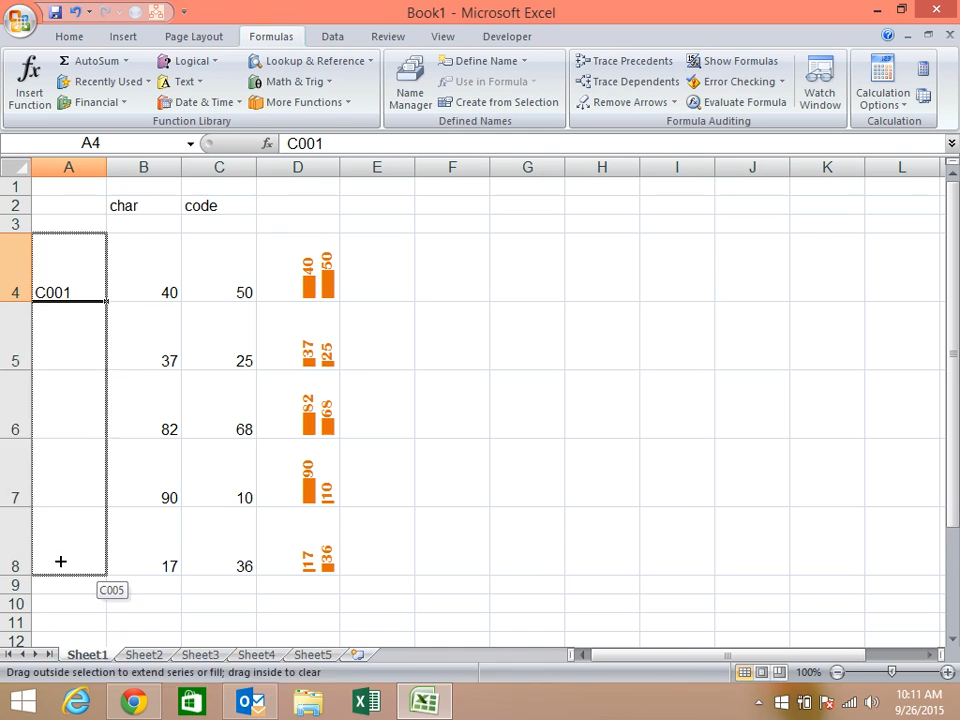 Book1 - Microsoft Excel
Home Insert Page Layout Formulas Data Review View Developer
fx Σ AutoSum Logical Lookup & Reference Define Name Trace Precedents Show Formulas
Recently Used A Text Math & Trig fx Use in Formula Trace Dependents Error Checking
Insert Function Financial Date & Time More Functions Name Manager Create from Selection Remove Arrows Evaluate Formula Watch Window Calculation Options
Function Library Defined Names Formula Auditing Calculation
A4 fx C001
A B C D E F G H I J K L
1
2 char code
3
4 C001 40 50 40 50
5 37 25 37 25
6 82 68 82 68
7 90 10 90 10
8 17 36 17 36
9
C005
10
11
12
Sheet1 Sheet2 Sheet3 Sheet4 Sheet5
Drag outside selection to extend series or fill; drag inside to clear 100%
10:11 AM
9/26/2015